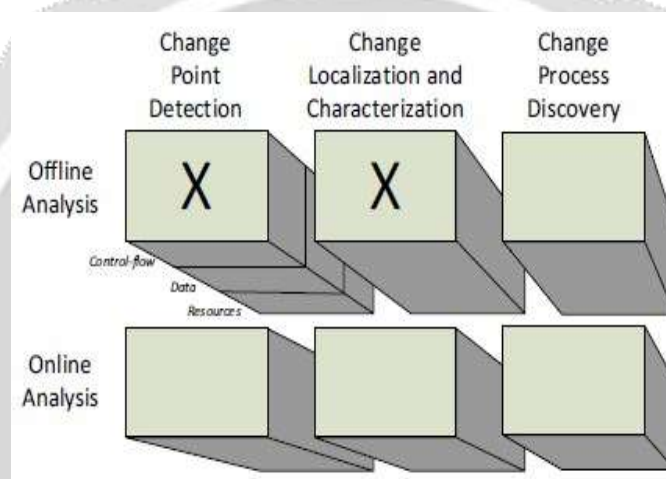 Change
Point
Detection
Change
Localization and
Characterization
Change
Process
Discovery
Offline
Analysis
X
X
Control-flow
Data
Resources
Online
Analysis